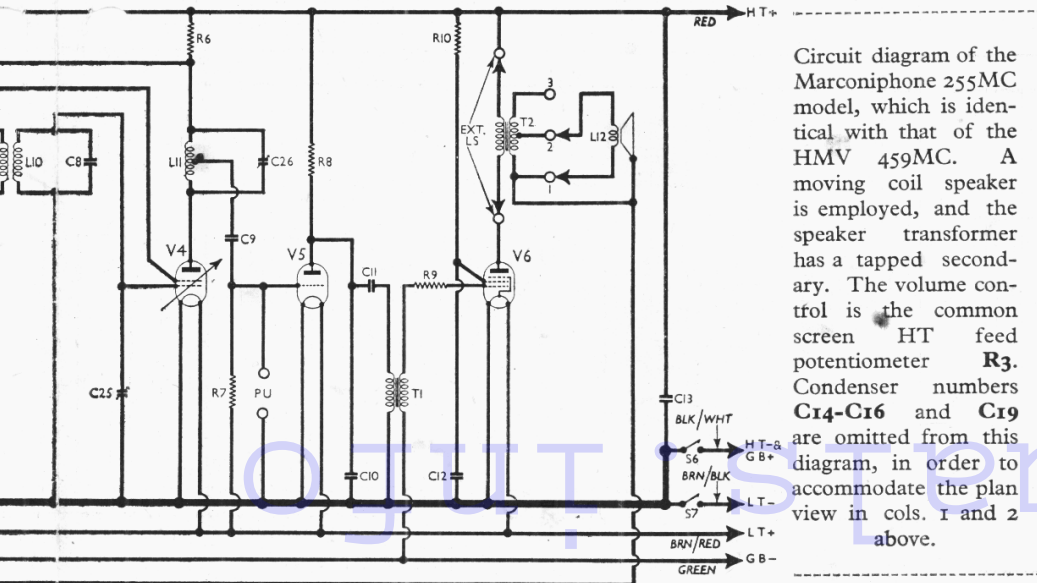 HT+
RED
R6
R10
3
T2
EXT.
LS
2
L12
1
L10
C8
L11
C26
R8
C9
V4
V5
V6
C11
R9
C25
R7
PU
T1
C13
BLK/WHT
HT-&
GB+
S6
BRN/BLK
C10
C12
LT-
S7
LT+
BRN/RED
GB-
GREEN
Circuit diagram of the
Marconiphone 255MC
model, which is iden-
tical with that of the
HMV 459MC. A
moving coil speaker
is employed, and the
speaker transformer
has a tapped second-
ary. The volume con-
trol is the common
screen HT feed
potentiometer R3.
Condenser numbers
C14-C16 and C19
are omitted from this
diagram, in order to
accommodate the plan
view in cols. 1 and 2
above.